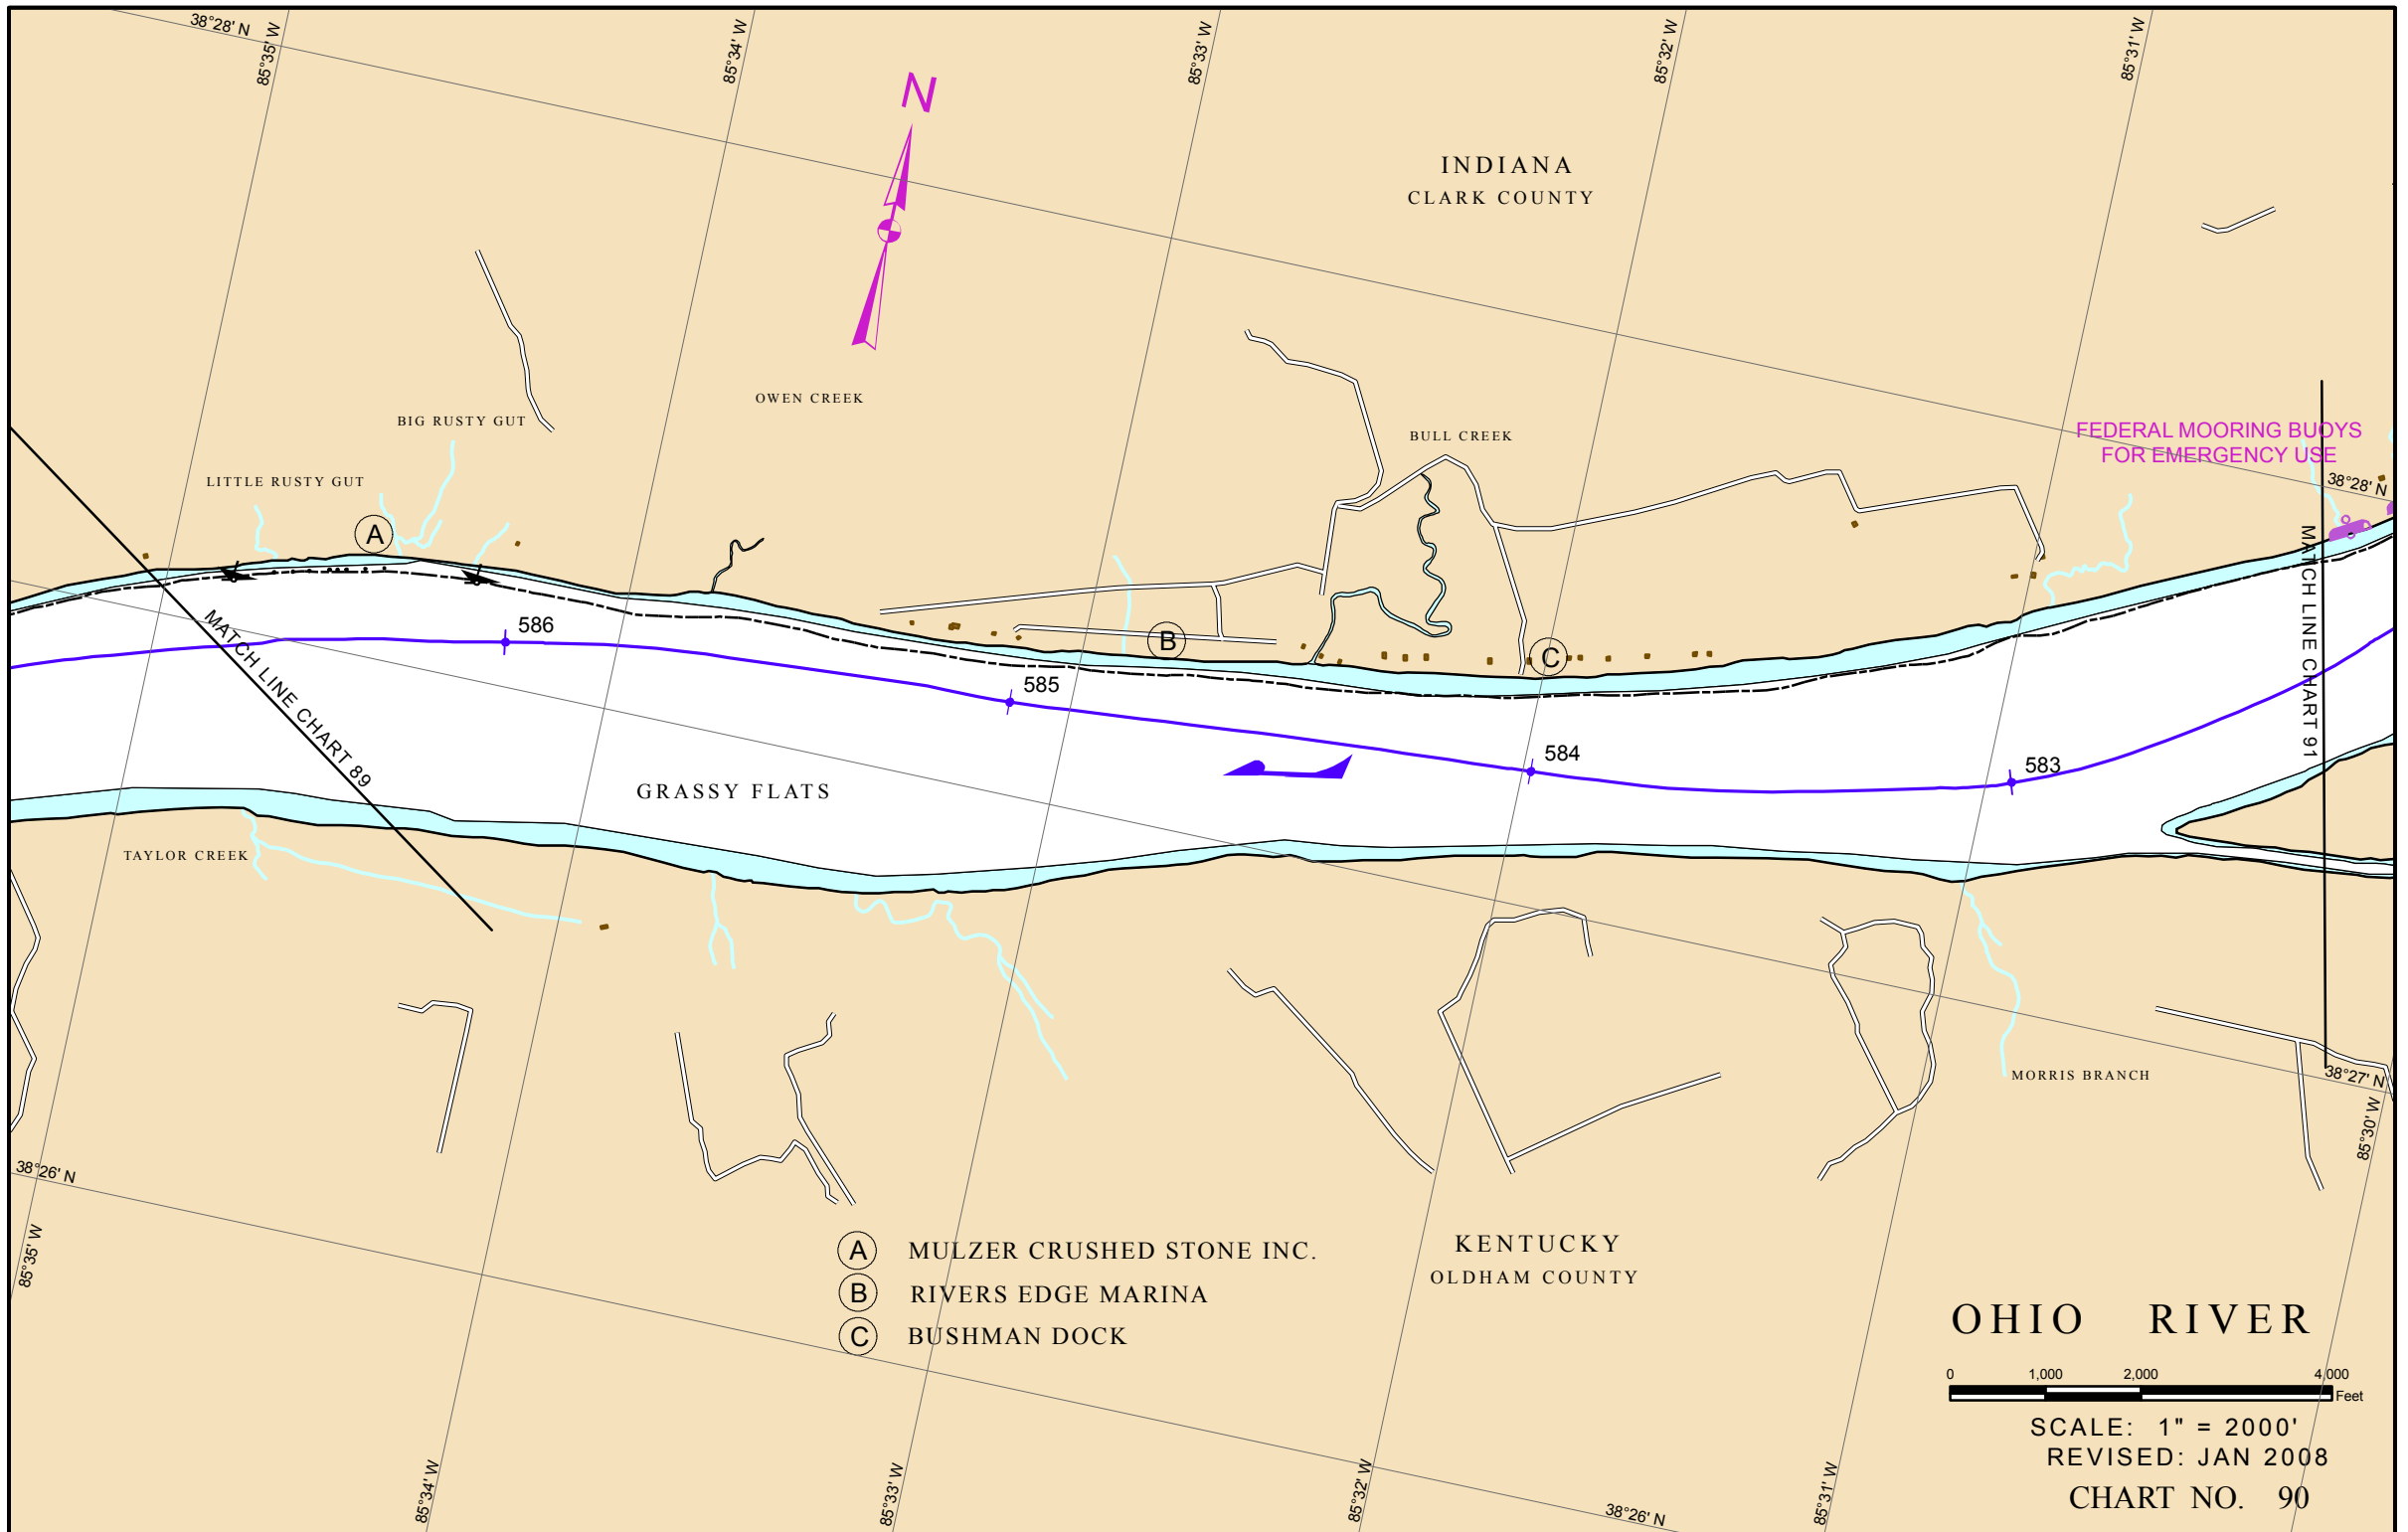 38°28' N
85°35' W
85°34' W
85°33' W
85°32' W
85°31' W
N
INDIANA
CLARK COUNTY
OWEN CREEK
BIG RUSTY GUT
BULL CREEK
FEDERAL MOORING BUOYS
FOR EMERGENCY USE
LITTLE RUSTY GUT
38°28' N
A
MATCH LINE CHART 89
586
B
C
MATCH LINE CHART 91
585
584
583
GRASSY FLATS
TAYLOR CREEK
MORRIS BRANCH
38°27' N
85°30' W
38°26' N
85°35' W
A MULZER CRUSHED STONE INC.
B RIVERS EDGE MARINA
C BUSHMAN DOCK
KENTUCKY
OLDHAM COUNTY
OHIO RIVER
0 1,000 2,000 4,000
Feet
SCALE: 1" = 2000'
REVISED: JAN 2008
CHART NO. 90
85°34' W
85°33' W
85°32' W
38°26' N
85°31' W